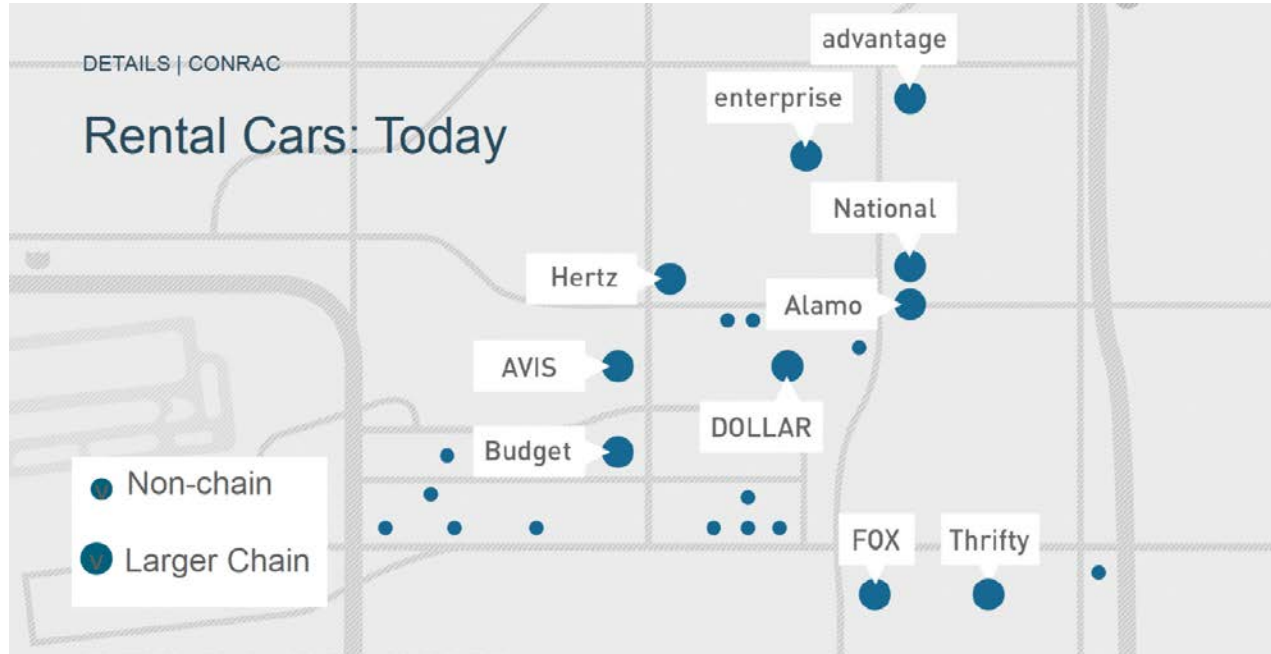 DETAILS | CONRAC
Rental Cars: Today
advantage
enterprise
National
Hertz
Alamo
AVIS
DOLLAR
Budget
v Non-chain
FOX
Thrifty
v Larger Chain